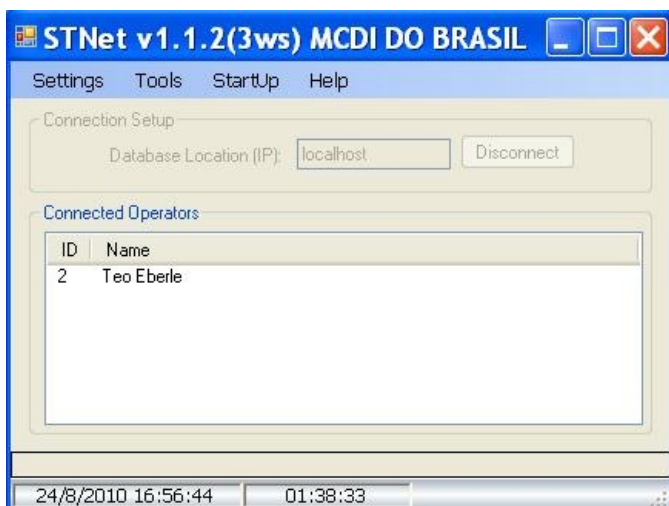 STNet v1.1.2(3ws) MCDI DO BRASIL
Settings Tools StartUp Help
Connection Setup
Database Location (IP): localhost Disconnect
Connected Operators
ID Name
2 Teo Eberle
24/8/2010 16:56:44 01:38:33